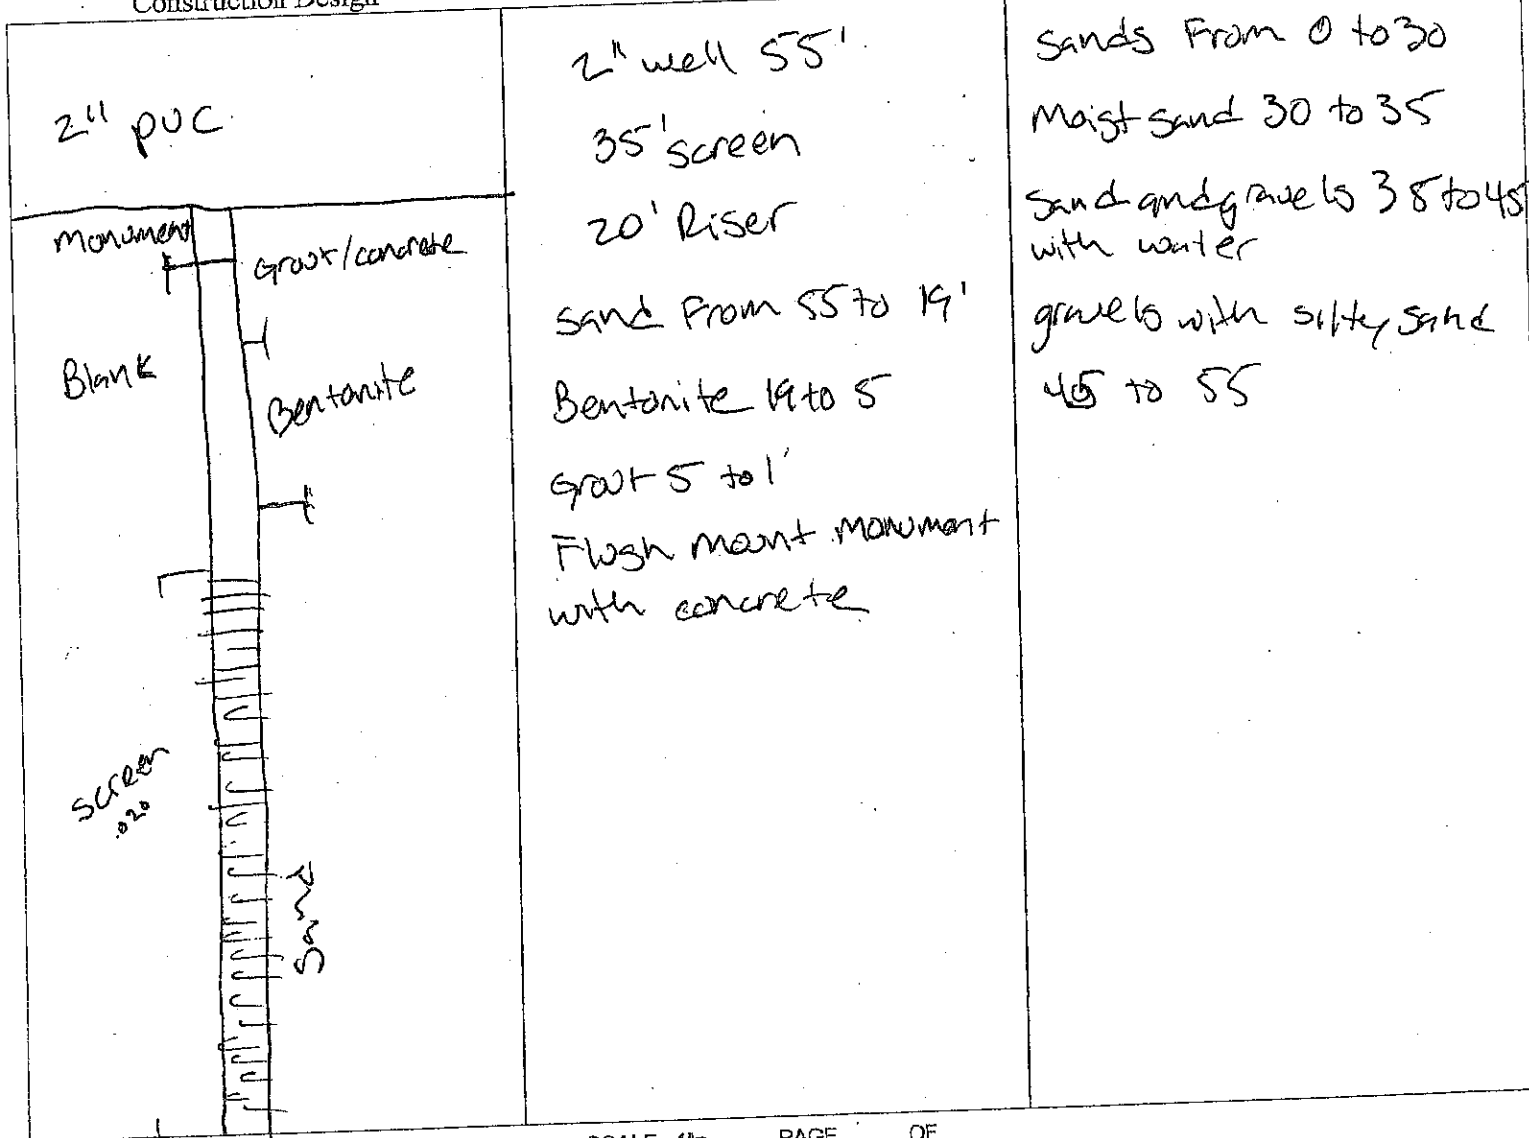 Construction Design
2" PVC
Monument
Grout/concrete
Blank
Bentonite
Screen
.020
Sand
2" well 55'
35' screen
20' Riser
Sand From 55 to 19'
Bentonite 19 to 5
Grout 5 to 1'
Flush mount monument
with concrete
Sands From 0 to 30
Moist sand 30 to 35
Sand and gravels 35 to 45
with water
gravels with silty sand
45 to 55
PAGE OF